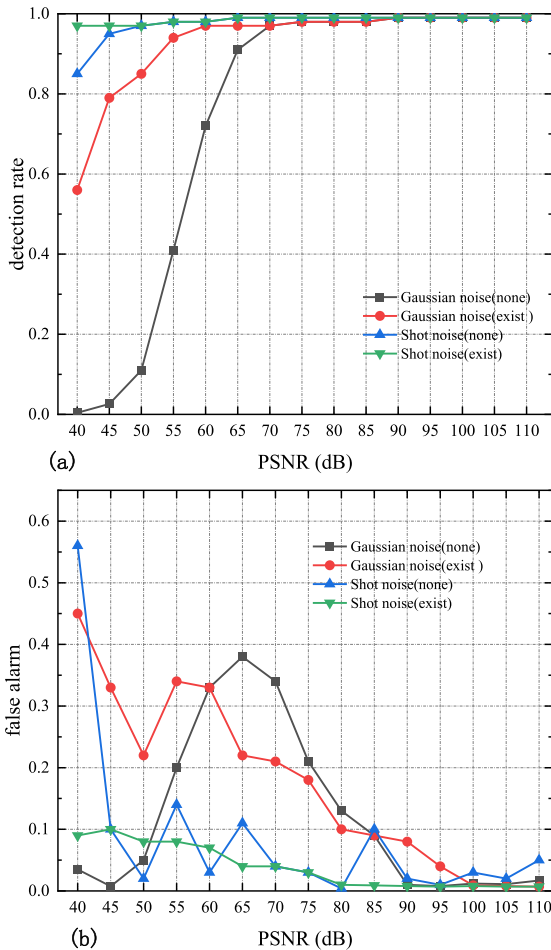 1.0
0.8
0.6
0.4
0.2
0.0
detection rate
Gaussian noise(none)
Gaussian noise(exist )
Shot noise(none)
Shot noise(exist)
40 45 50 55 60 65 70 75 80 85 90 95 100 105 110
(a)
PSNR (dB)
0.6
0.5
0.4
0.3
0.2
0.1
0.0
false alarm
Gaussian noise(none)
Gaussian noise(exist )
Shot noise(none)
Shot noise(exist)
40 45 50 55 60 65 70 75 80 85 90 95 100 105 110
(b)
PSNR (dB)